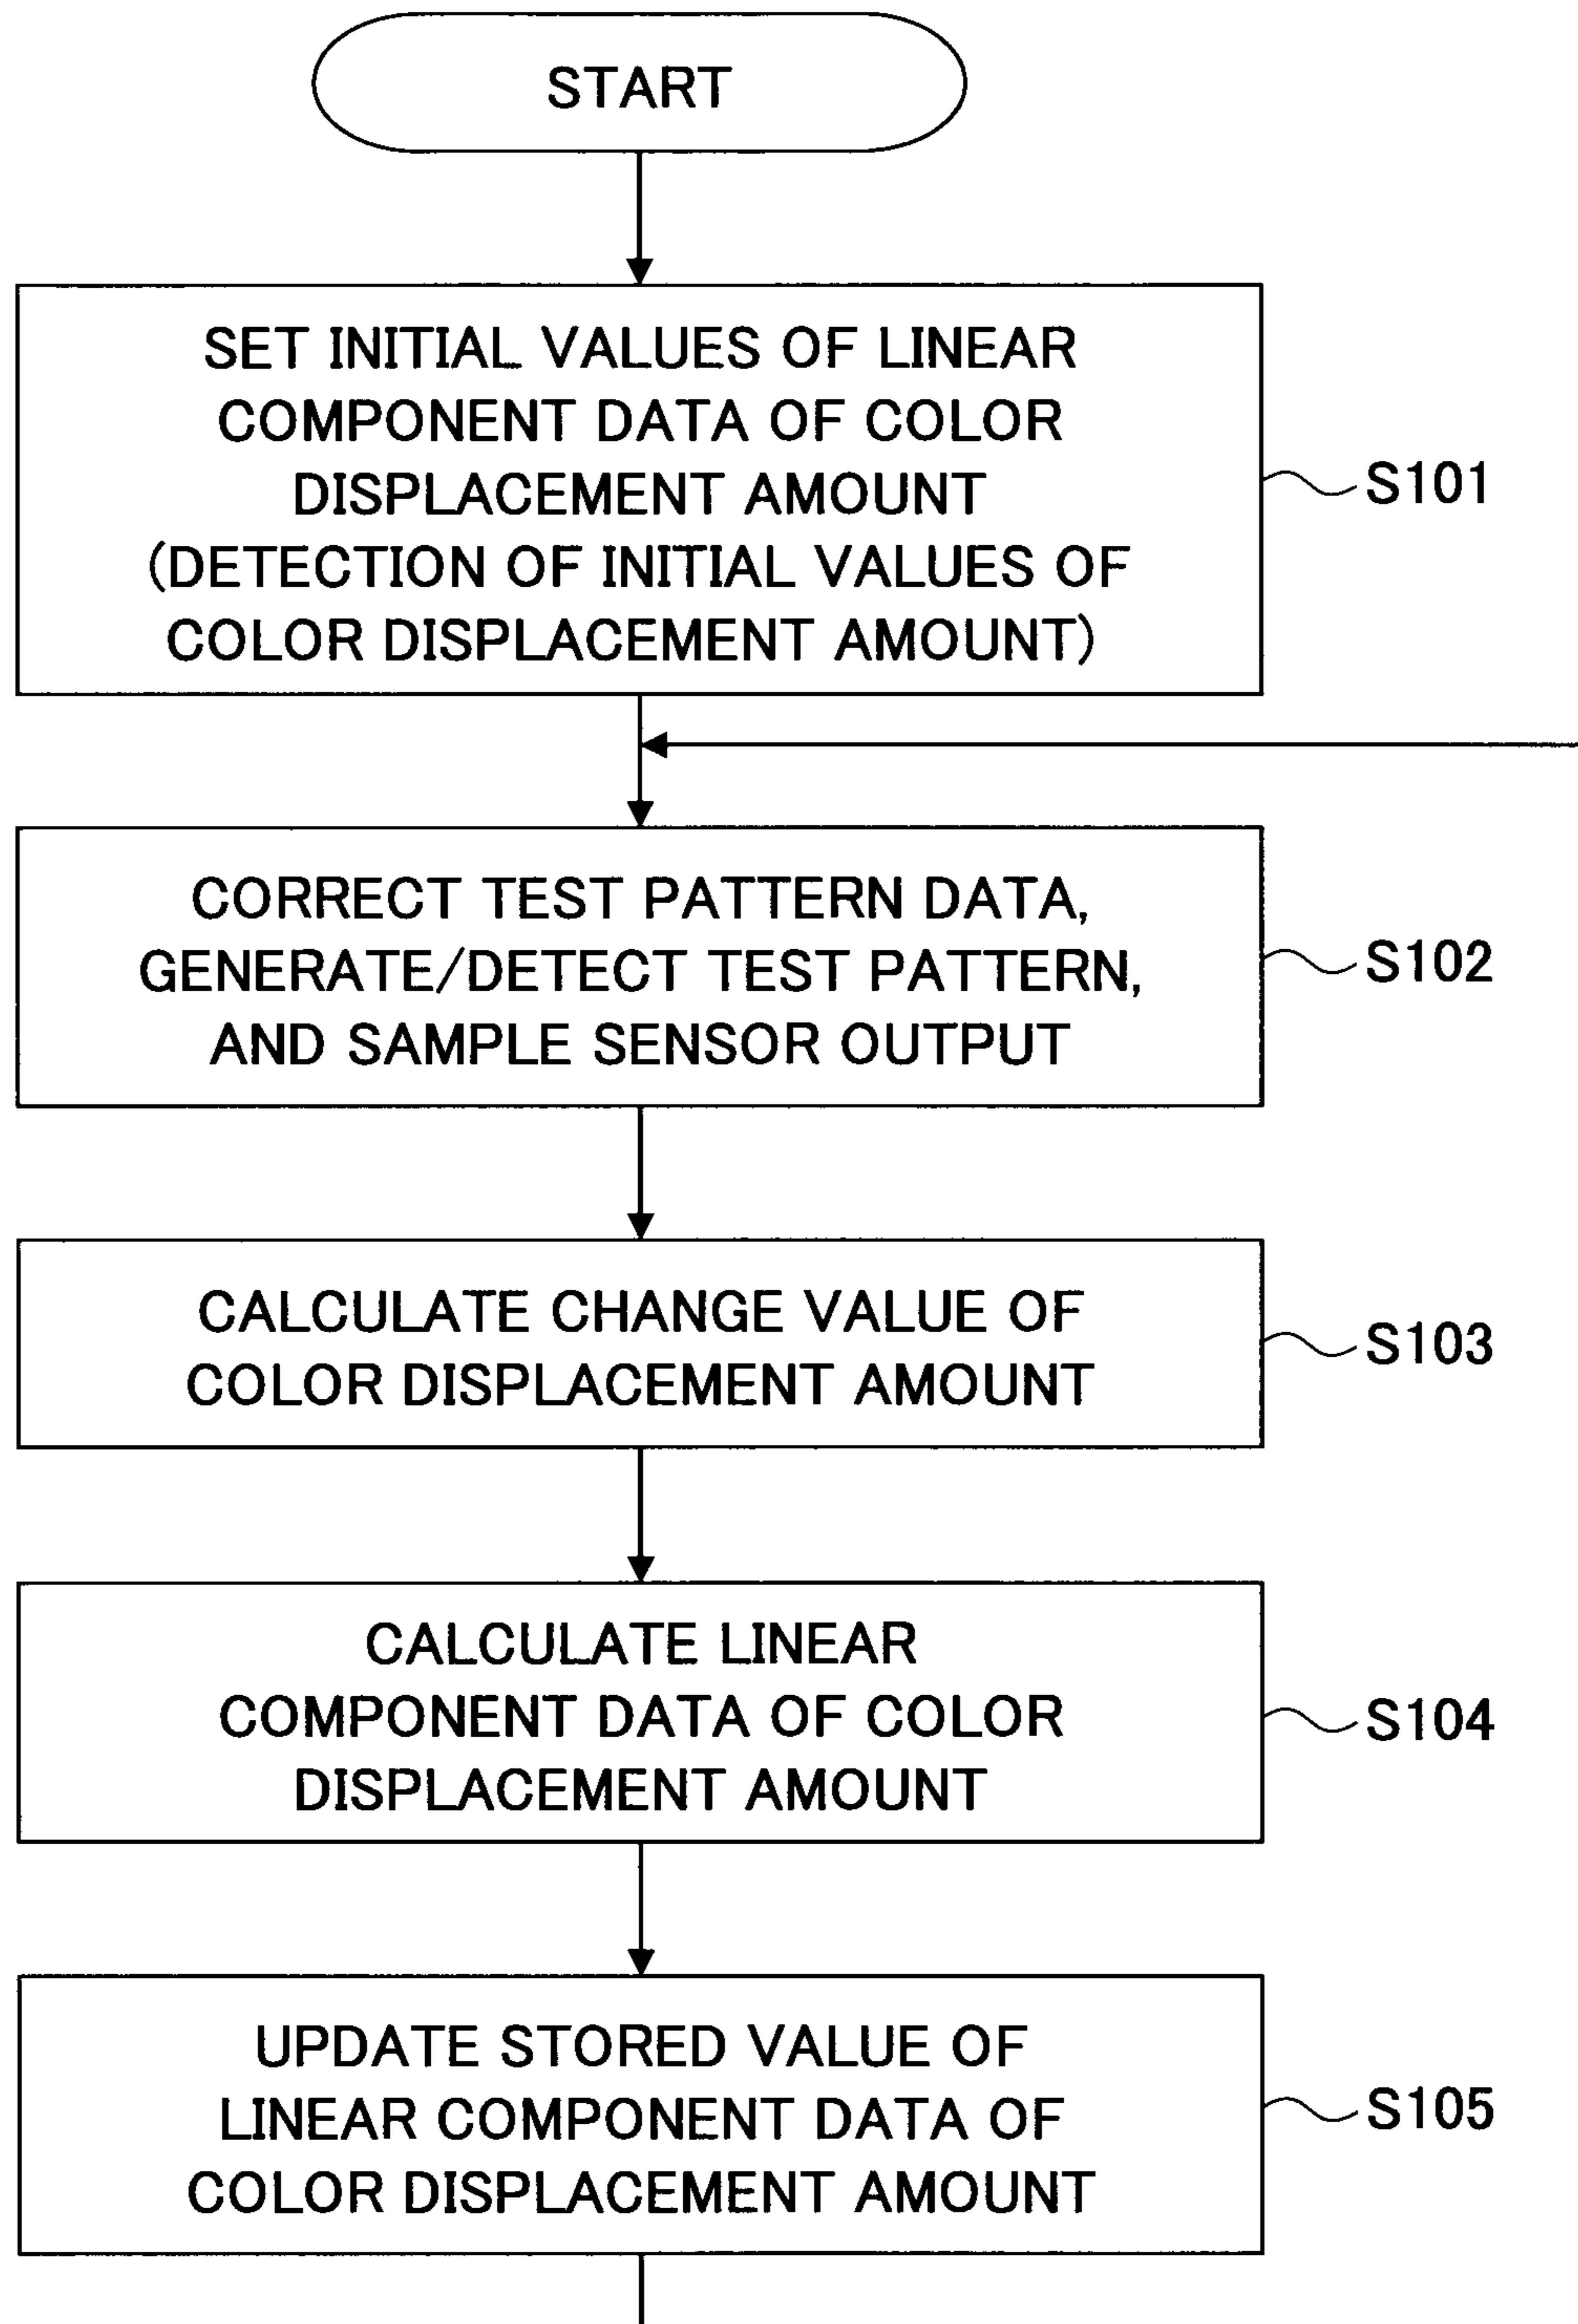 START
SET INITIAL VALUES OF LINEAR
COMPONENT DATA OF COLOR
DISPLACEMENT AMOUNT
(DETECTION OF INITIAL VALUES OF
COLOR DISPLACEMENT AMOUNT)
S101
CORRECT TEST PATTERN DATA,
GENERATE/DETECT TEST PATTERN,
AND SAMPLE SENSOR OUTPUT
S102
CALCULATE CHANGE VALUE OF
COLOR DISPLACEMENT AMOUNT
S103
CALCULATE LINEAR
COMPONENT DATA OF COLOR
DISPLACEMENT AMOUNT
S104
UPDATE STORED VALUE OF
LINEAR COMPONENT DATA OF
COLOR DISPLACEMENT AMOUNT
S105